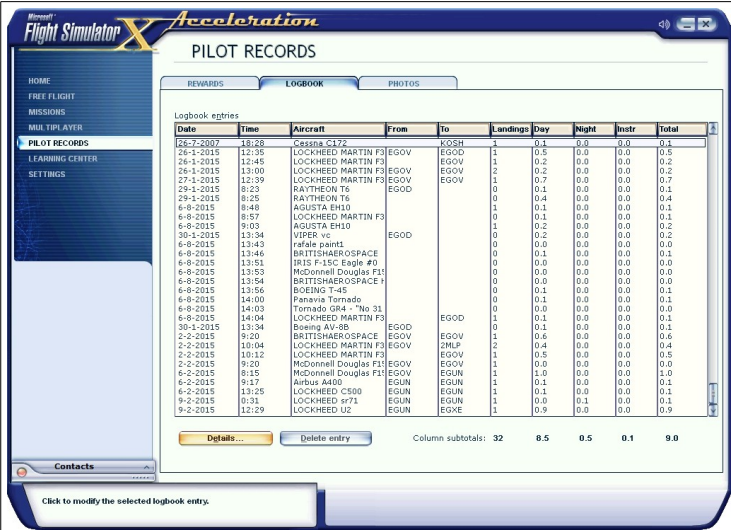 Microsoft
Flight Simulator X Acceleration
PILOT RECORDS
HOME
FREE FLIGHT
MISSIONS
MULTIPLAYER
PILOT RECORDS
LEARNING CENTER
SETTINGS
REWARDS LOGBOOK PHOTOS
Logbook entries
Date Time Aircraft From To Landings Day Night Instr Total
26-7-2007 18:28 Cessna C172 KOSH 1 0.1 0.0 0.0 0.1
26-1-2015 12:35 LOCKHEED MARTIN F3 EGOV EGOD 1 0.5 0.0 0.0 0.5
26-1-2015 12:45 LOCKHEED MARTIN F3 EGOV 1 0.2 0.0 0.0 0.2
26-1-2015 13:00 LOCKHEED MARTIN F3 EGOV EGOV 2 0.2 0.0 0.0 0.2
27-1-2015 12:39 LOCKHEED MARTIN F3 EGOV EGOV 1 0.7 0.0 0.0 0.7
29-1-2015 8:23 RAYTHEON T6 EGOD 0 0.1 0.0 0.0 0.1
29-1-2015 8:25 RAYTHEON T6 0 0.4 0.0 0.0 0.4
6-8-2015 8:48 AGUSTA EH10 1 0.1 0.0 0.0 0.1
6-8-2015 8:57 LOCKHEED MARTIN F3 0 0.1 0.0 0.0 0.1
6-8-2015 9:03 AGUSTA EH10 1 0.2 0.0 0.0 0.2
30-1-2015 13:34 VIPER vc EGOD 0 0.2 0.0 0.0 0.2
6-8-2015 13:43 rafale paint1 0 0.0 0.0 0.0 0.0
6-8-2015 13:46 BRITISHAEROSPACE 0 0.1 0.0 0.0 0.1
6-8-2015 13:51 IRIS F-15C Eagle #0 0 0.0 0.0 0.0 0.0
6-8-2015 13:53 McDonnell Douglas F15 0 0.0 0.0 0.0 0.0
6-8-2015 13:54 BRITISHAEROSPACE H 0 0.0 0.0 0.0 0.0
6-8-2015 13:56 BOEING T-45 0 0.1 0.0 0.0 0.1
6-8-2015 14:00 Panavia Tornado 0 0.1 0.0 0.0 0.1
6-8-2015 14:03 Tornado GR4 - "No 31 0 0.0 0.0 0.0 0.0
6-8-2015 14:04 LOCKHEED MARTIN F3 EGOD 1 0.1 0.0 0.0 0.1
30-1-2015 13:34 Boeing AV-8B EGOD 0 0.1 0.0 0.0 0.1
2-2-2015 9:20 BRITISHAEROSPACE EGOV EGOV 1 0.6 0.0 0.0 0.6
2-2-2015 10:04 LOCKHEED MARTIN F3 EGOV 2MLP 2 0.4 0.0 0.0 0.4
2-2-2015 10:12 LOCKHEED MARTIN F3 EGOV 1 0.5 0.0 0.0 0.5
2-2-2015 9:20 McDonnell Douglas F15 EGOV EGOV 0 0.0 0.0 0.0 0.0
6-2-2015 8:15 McDonnell Douglas F15 EGUN EGUN 1 1.0 0.0 0.0 1.0
6-2-2015 9:17 Airbus A400 EGUN EGUN 1 0.1 0.0 0.0 0.1
6-2-2015 13:25 LOCKHEED C500 EGUN EGUN 1 0.1 0.0 0.0 0.1
9-2-2015 0:31 LOCKHEED sr71 EGUN EGUN 1 0.0 0.1 0.0 0.1
9-2-2015 12:29 LOCKHEED U2 EGUN EGXE 1 0.9 0.0 0.0 0.9
Details... Delete entry Column subtotals: 32 8.5 0.5 0.1 9.0
Contacts
Click to modify the selected logbook entry.